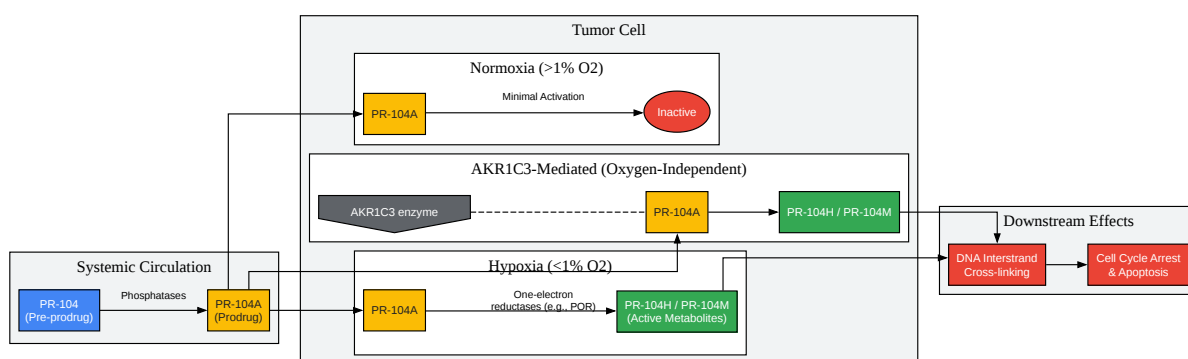 Tumor Cell
Normoxia (>1% O2)
PR-104A
Minimal Activation
Inactive
AKR1C3-Mediated (Oxygen-Independent)
AKR1C3 enzyme
PR-104A
PR-104H / PR-104M
Downstream Effects
DNA Interstrand
Cross-linking
Cell Cycle Arrest
& Apoptosis
Systemic Circulation
PR-104
(Pre-prodrug)
Phosphatases
PR-104A
(Prodrug)
Hypoxia (<1% O2)
PR-104A
One-electron
reductases (e.g., POR)
PR-104H / PR-104M
(Active Metabolites)